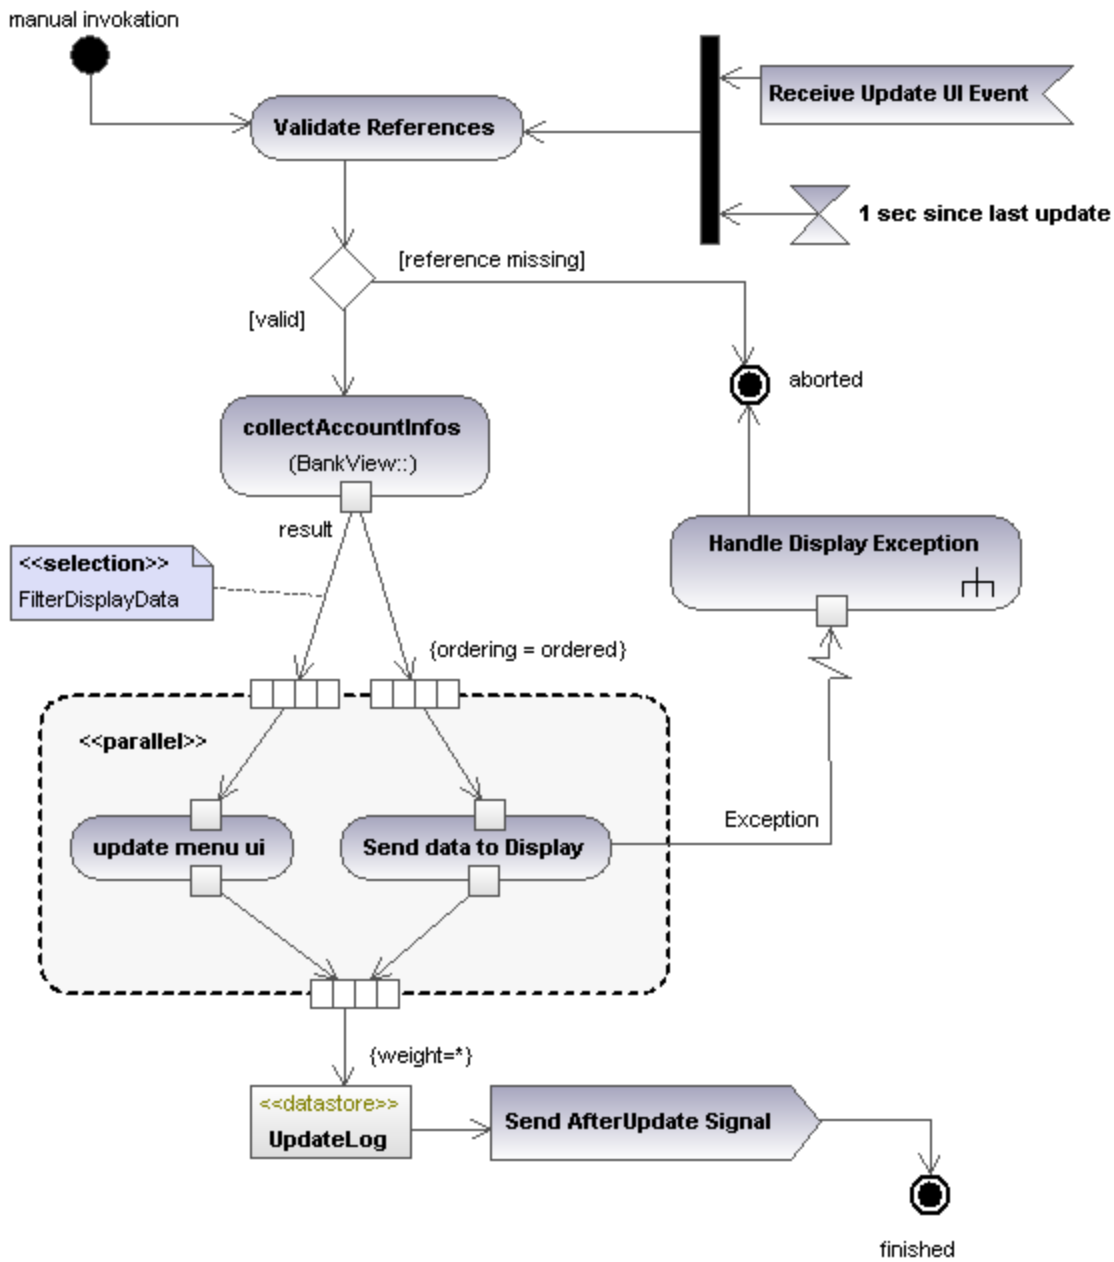 manual invokation
Receive Update UI Event
Validate References
1 sec since last update
[reference missing]
[valid]
aborted
collectAccountInfos
(BankView::)
result
Handle Display Exception
<<selection>>
FilterDisplayData
{ordering = ordered}
<<parallel>>
Exception
update menu ui
Send data to Display
{weight=*}
<<datastore>>
UpdateLog
Send AfterUpdate Signal
finished